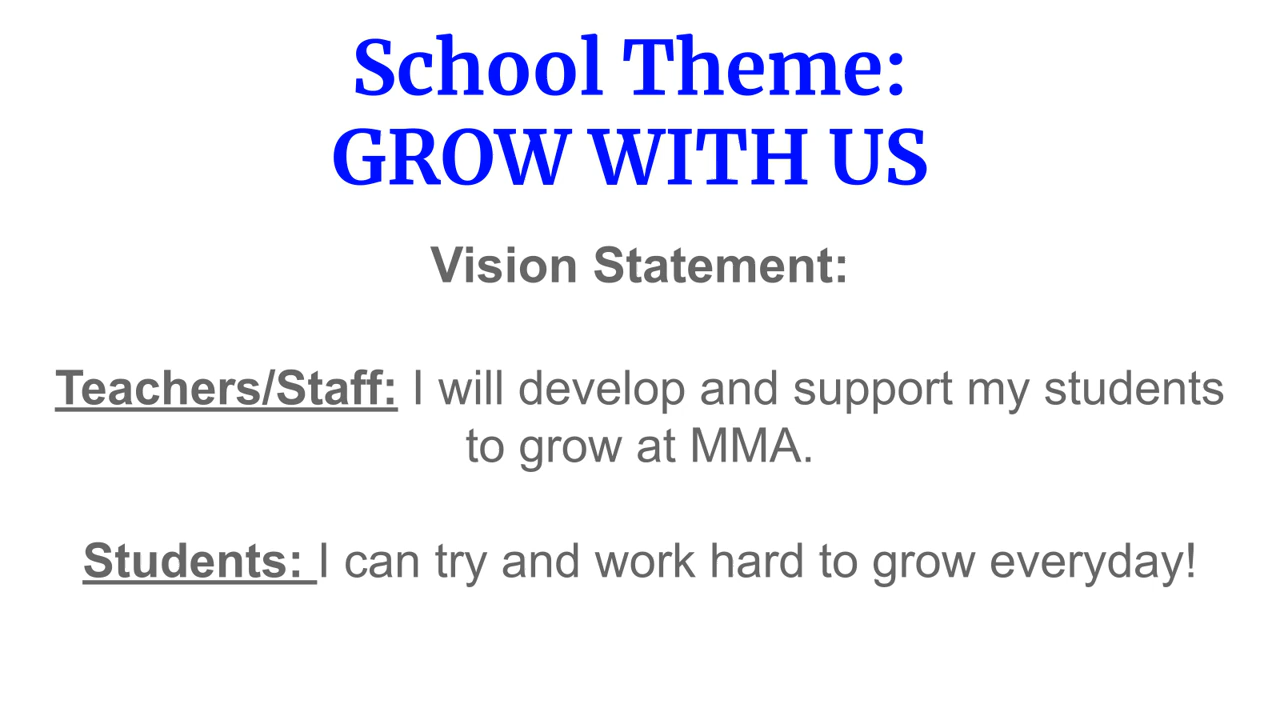 School Theme:
GROW WITH US
Vision Statement:
Teachers/Staff: I will develop and support my students
to grow at MMA.
Students: I can try and work hard to grow everyday!